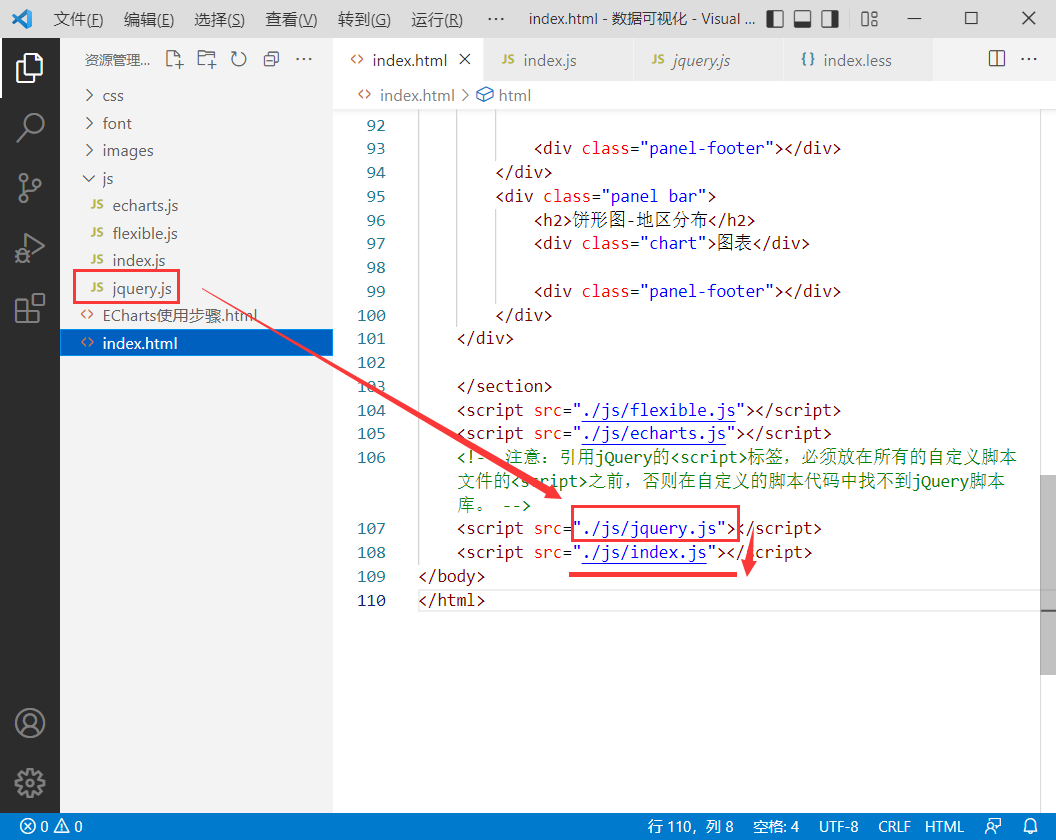 文件(F) 编辑(E) 选择(S) 查看(V) 转到(G) 运行(R) ··· index.html - 数据可视化 - Visual ...
资源管理... ···
css
font
images
js
JS echarts.js
JS flexible.js
JS index.js
JS jquery.js
<> ECharts使用步骤.html
<> index.html
<> index.html JS index.js JS jquery.js {} index.less ···
<> index.html > html
92
93 <div class="panel-footer"></div>
94 </div>
95 <div class="panel bar">
96 <h2>饼形图-地区分布</h2>
97 <div class="chart">图表</div>
98
99 <div class="panel-footer"></div>
100 </div>
101 </div>
102
103 </section>
104 <script src="./js/flexible.js"></script>
105 <script src="./js/echarts.js"></script>
106 <!-- 注意：引用jQuery的<script>标签，必须放在所有的自定义脚本
文件的<script>之前，否则在自定义的脚本代码中找不到jQuery脚本
库。 -->
107 <script src="./js/jquery.js"></script>
108 <script src="./js/index.js"></script>
109 </body>
110 </html>
0 0 行 110，列 8 空格: 4 UTF-8 CRLF HTML